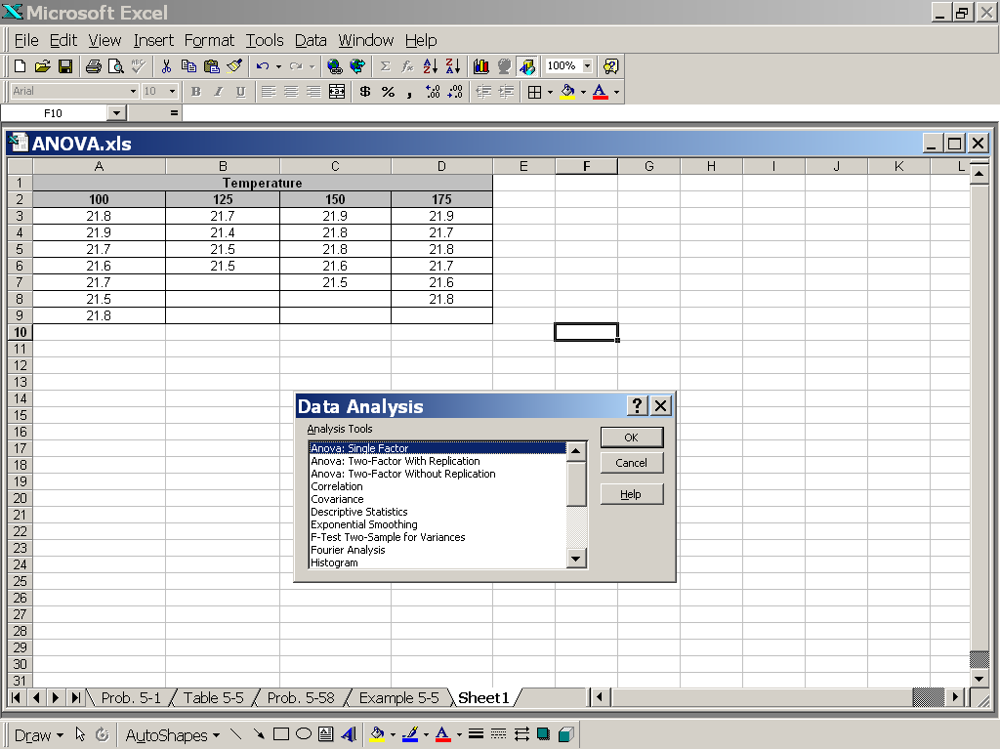 Microsoft Excel
File Edit View Insert Format Tools Data Window Help
ABC Σ fx A Z Z A 100% ?
Arial 10 B I U $ % , .00 .00 A
F10 =
ANOVA.xls
A B C D E F G H I J K L
1 Temperature
2 100 125 150 175
3 21.8 21.7 21.9 21.9
4 21.9 21.4 21.8 21.7
5 21.7 21.5 21.8 21.8
6 21.6 21.5 21.6 21.7
7 21.7 21.5 21.6
8 21.5 21.8
9 21.8
10
11
12
13
14
Data Analysis ?
15
Analysis Tools
16
OK
17
Anova: Single Factor
Anova: Two-Factor With Replication
18
Cancel
Anova: Two-Factor Without Replication
19
Correlation
20
Help
Covariance
Descriptive Statistics
21
Exponential Smoothing
22
F-Test Two-Sample for Variances
Fourier Analysis
23
Histogram
24
25
26
27
28
29
30
31
Prob. 5-1 Table 5-5 Prob. 5-58 Example 5-5 Sheet1
Draw AutoShapes A A